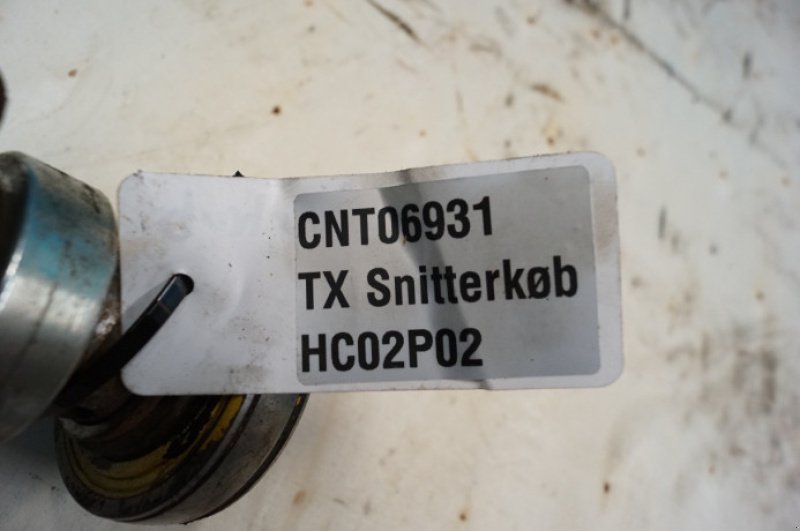 CNT06931
TX Snitterkøb
HC02P02